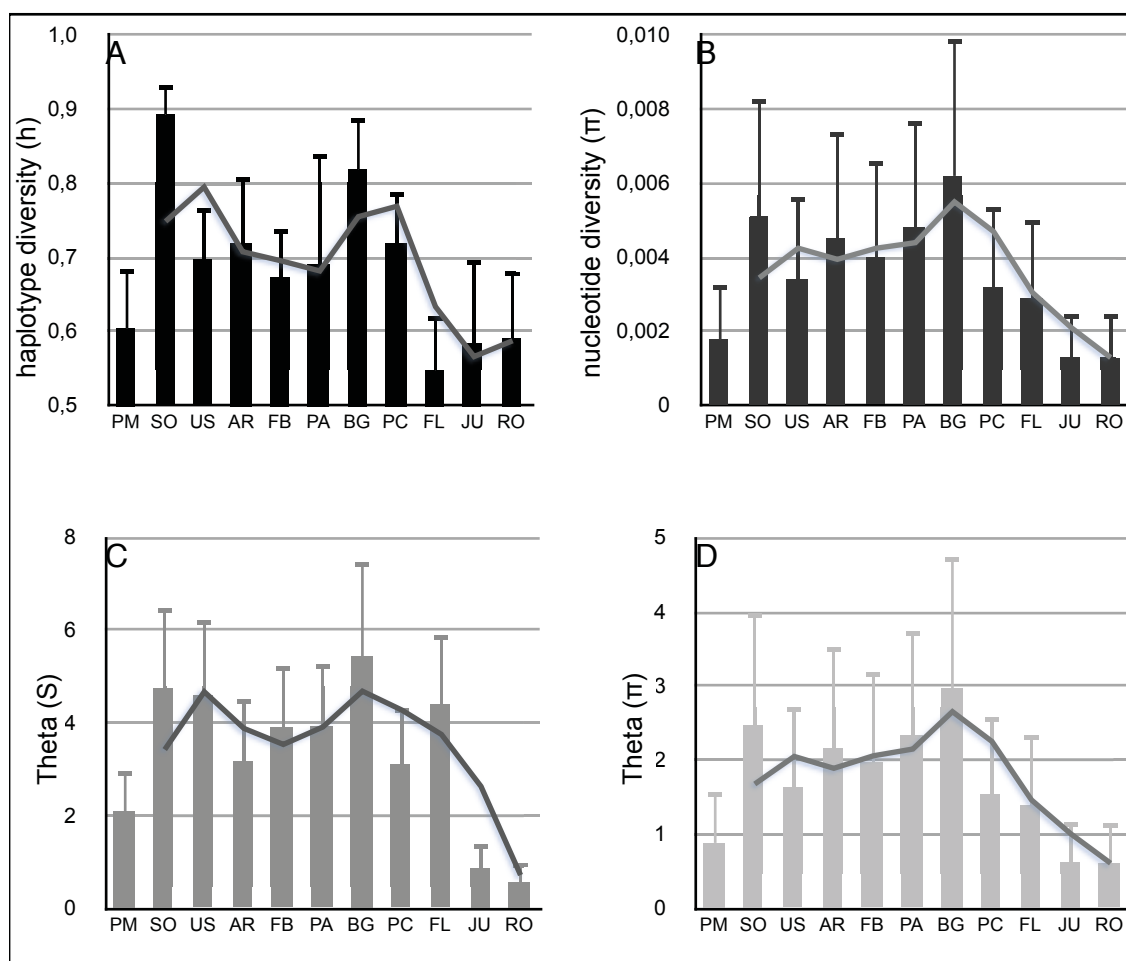 A
haplotype diversity (h)
1,0
0,9
0,8
0,7
0,6
0,5
PM SO US AR FB PA BG PC FL JU RO
B
nucleotide diversity (π)
0,010
0,008
0,006
0,004
0,002
0
PM SO US AR FB PA BG PC FL JU RO
C
Theta (S)
8
6
4
2
0
PM SO US AR FB PA BG PC FL JU RO
D
Theta (π)
5
4
3
2
1
0
PM SO US AR FB PA BG PC FL JU RO